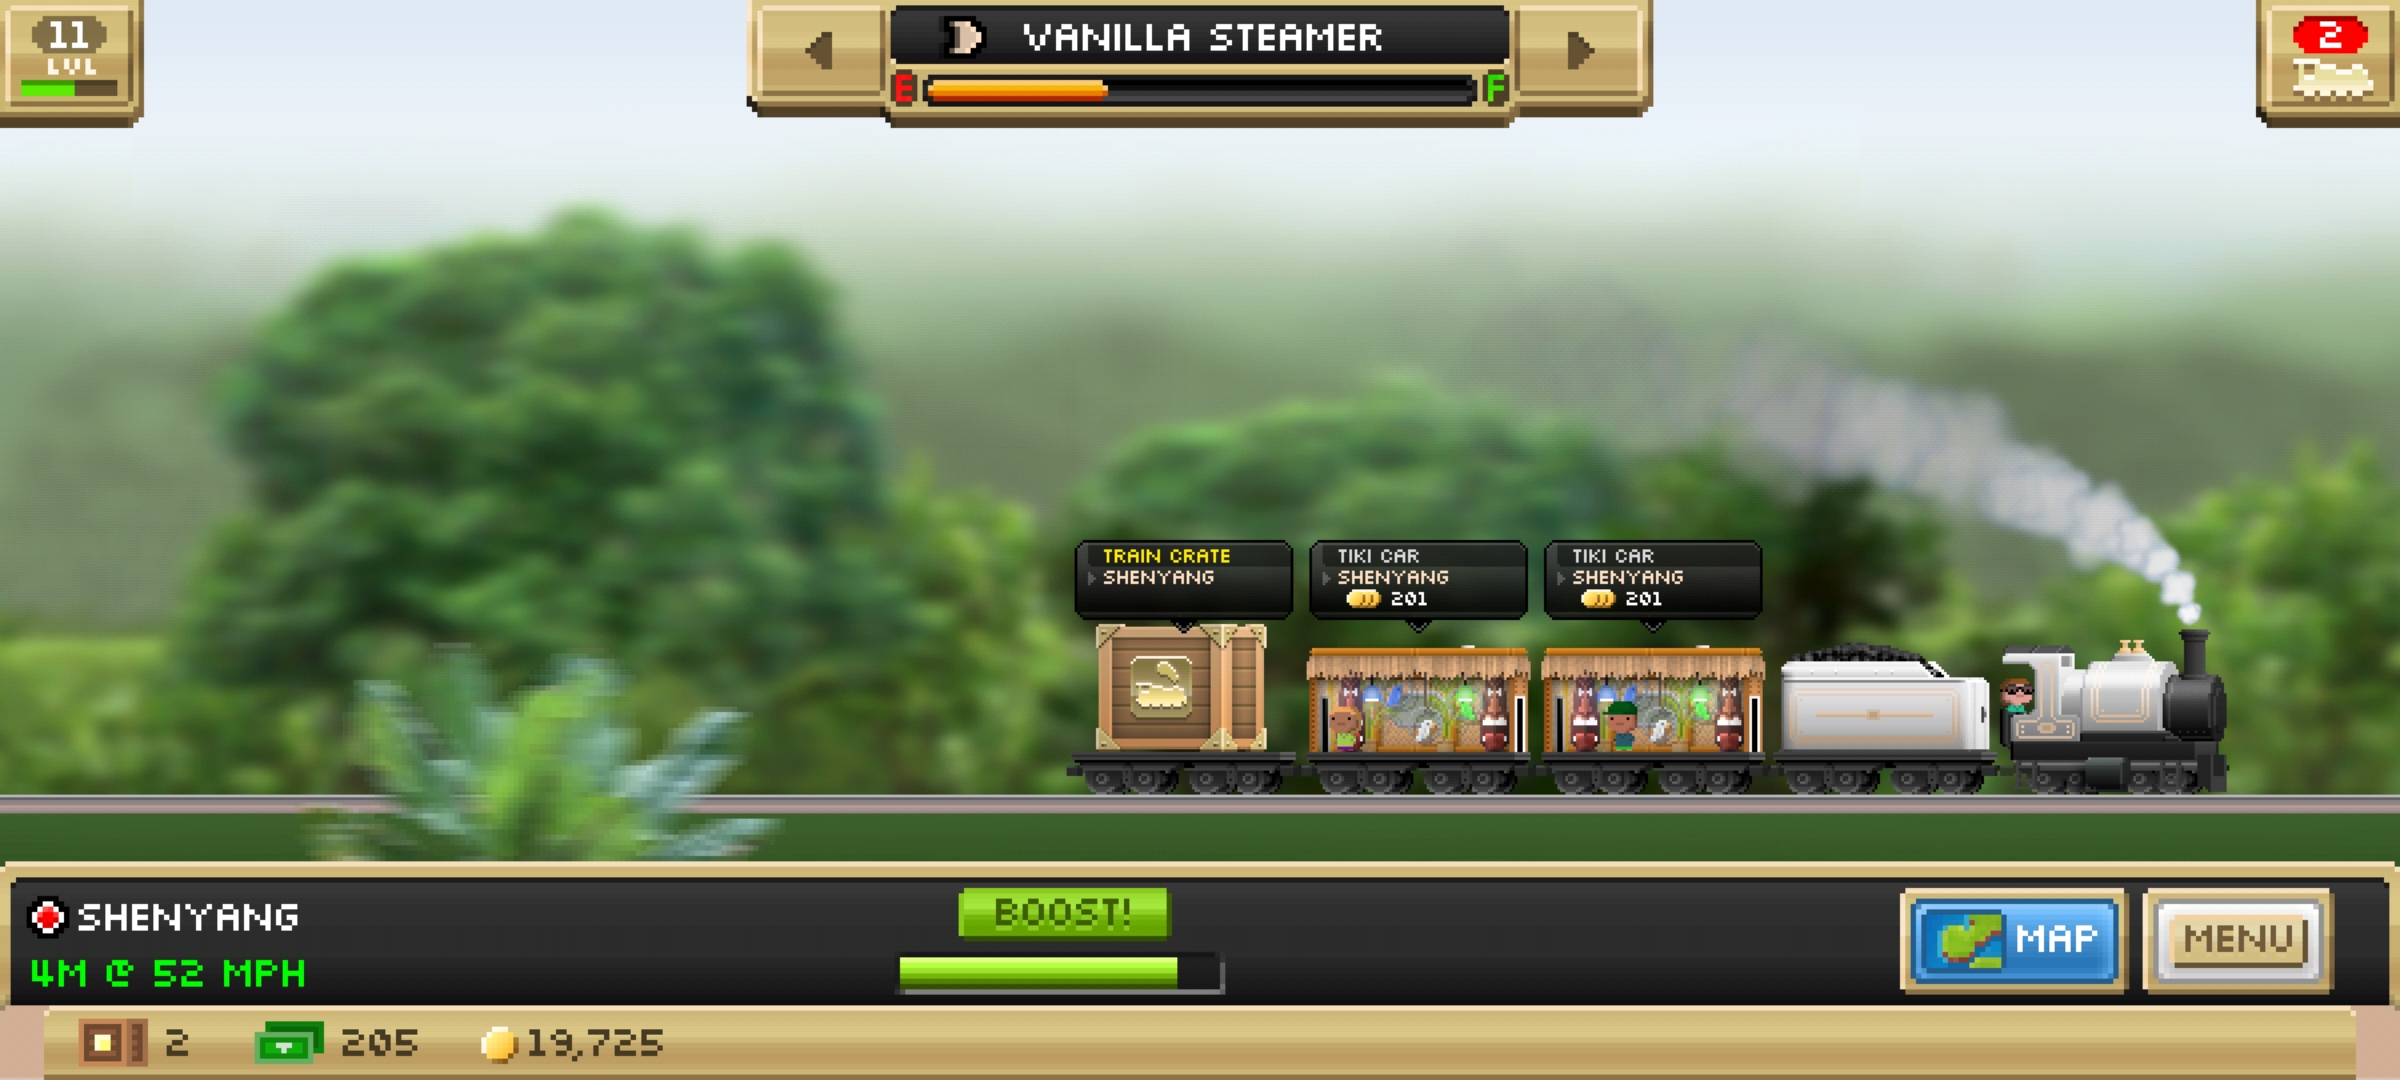 11
LVL
VANILLA STEAMER
E
F
2
TRAIN CRATE
SHENYANG
TIKI CAR
SHENYANG
201
TIKI CAR
SHENYANG
201
SHENYANG
4M @ 52 MPH
BOOST!
MAP
MENU
2
205
19,725